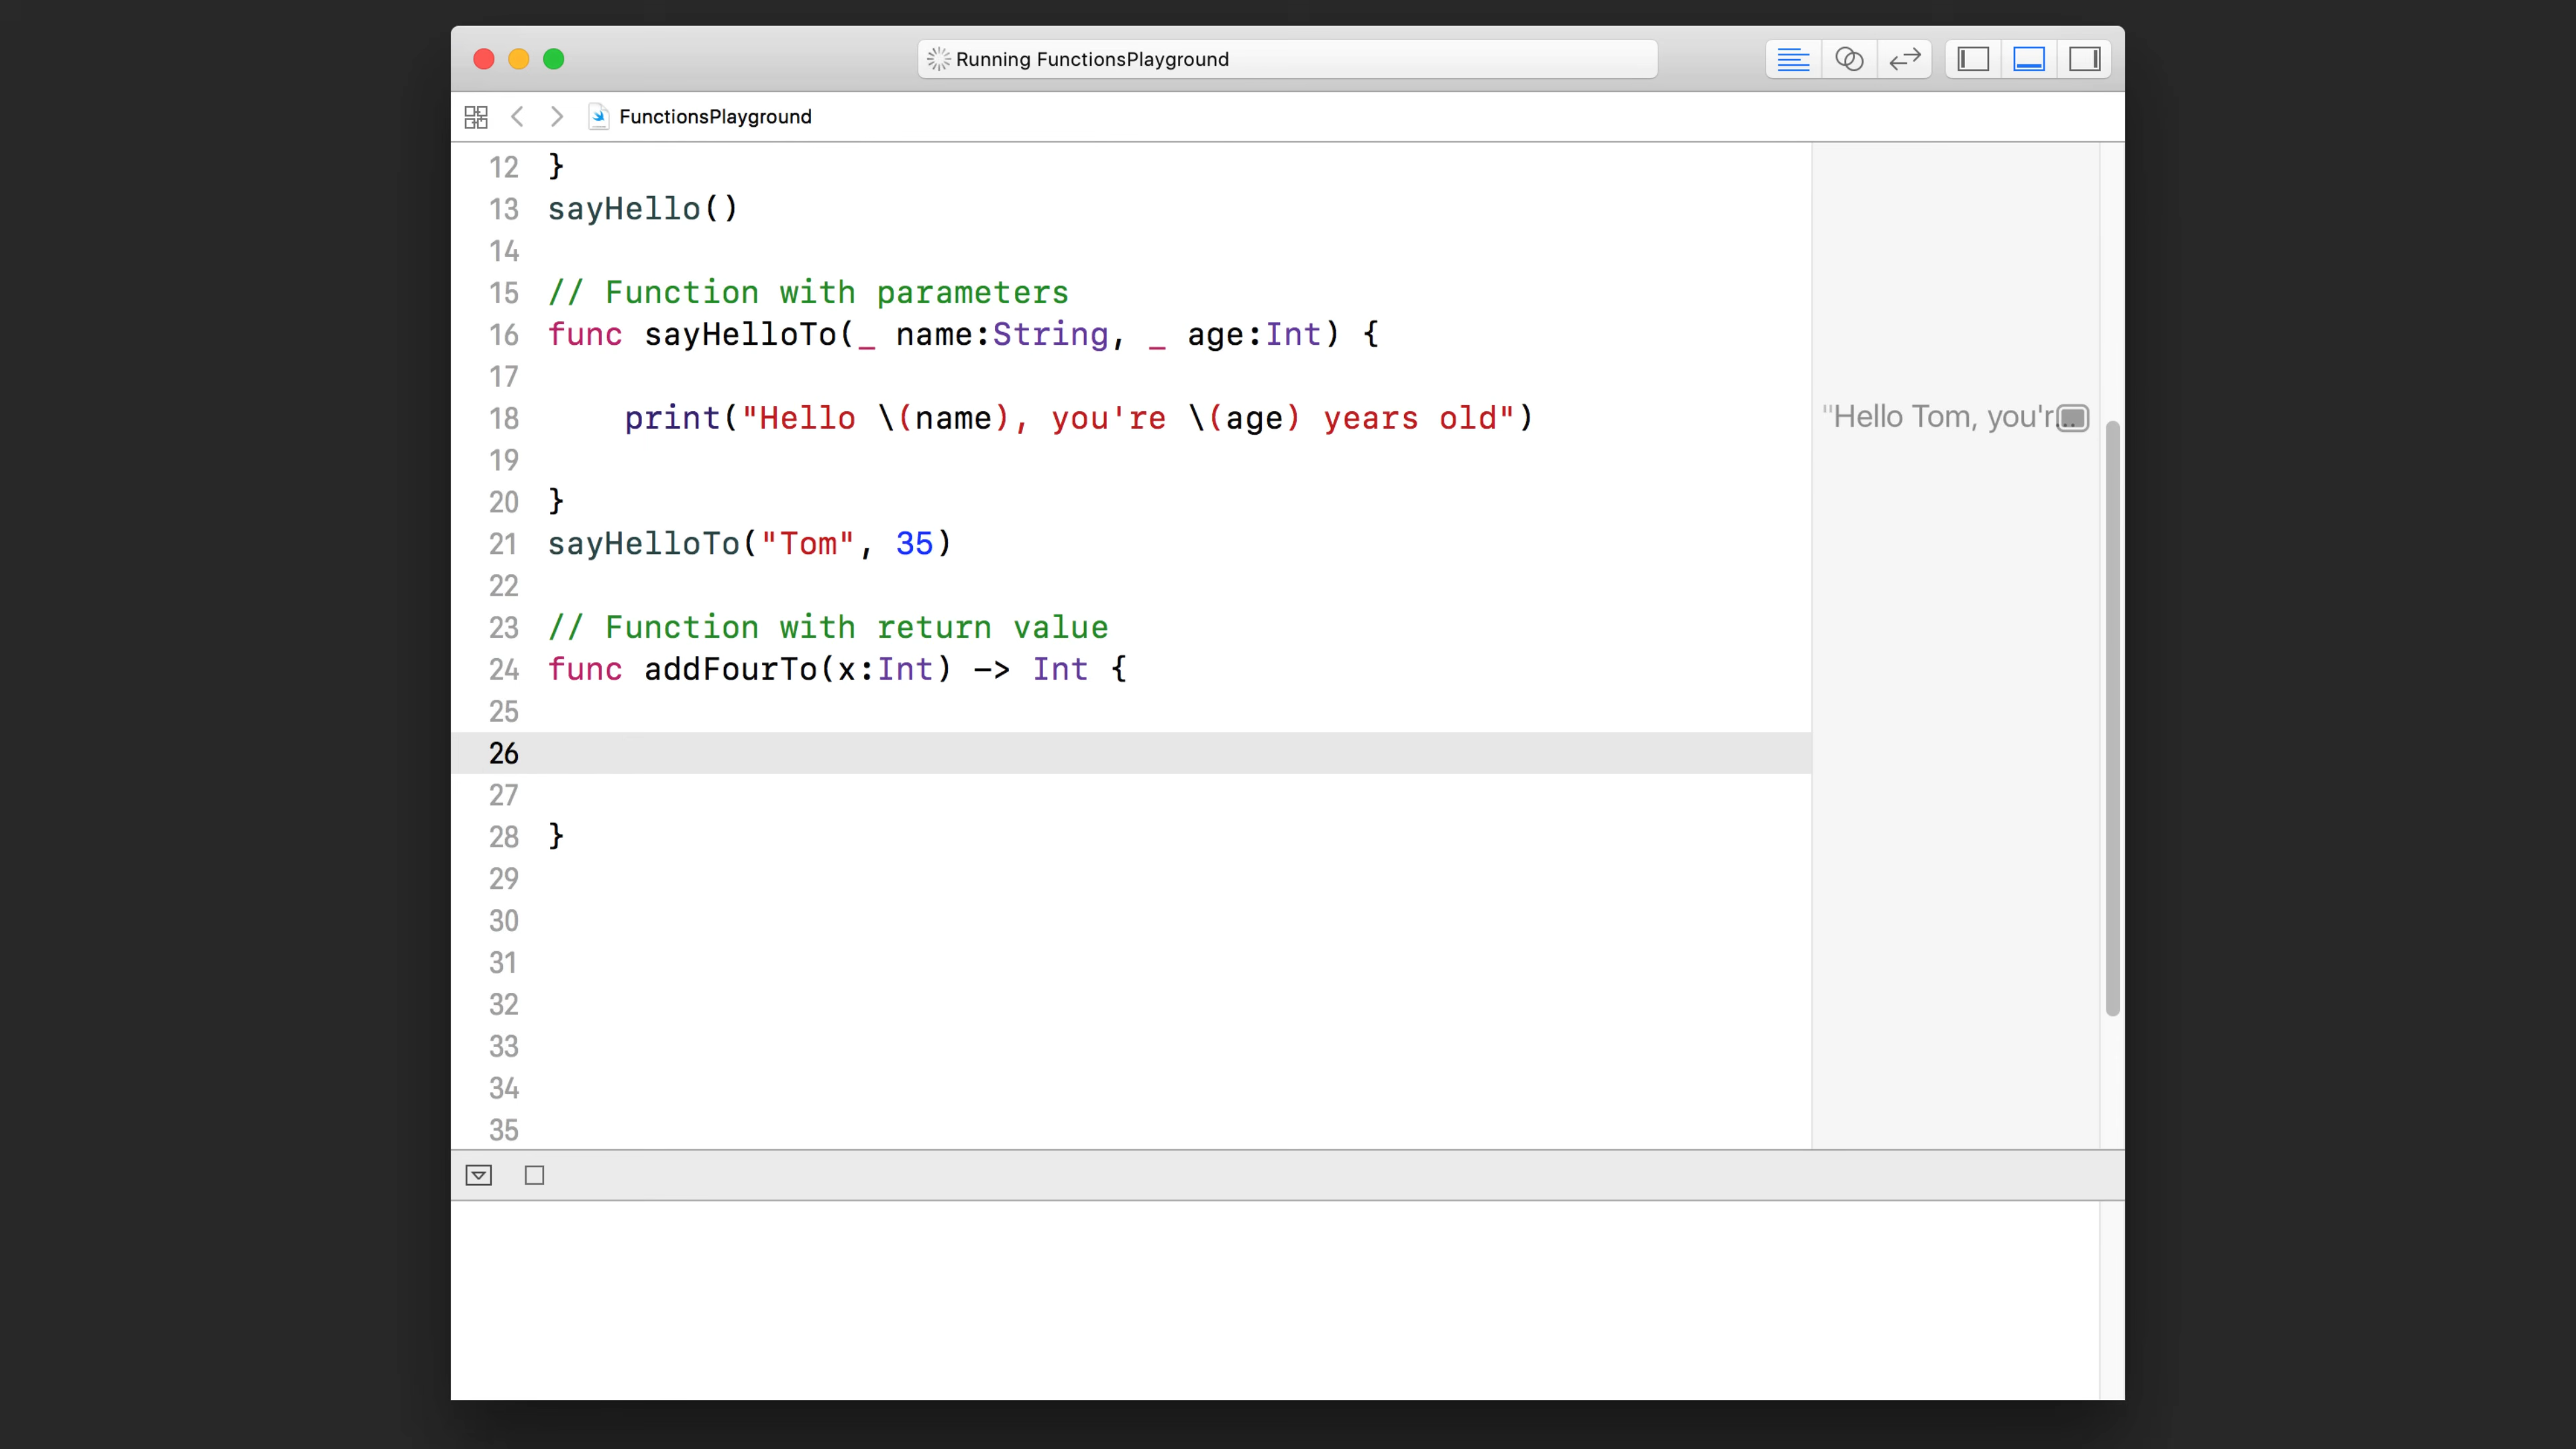 Running FunctionsPlayground
FunctionsPlayground
12 }
13 sayHello()
14
15 // Function with parameters
16 func sayHelloTo(_ name:String, _ age:Int) {
17
18     print("Hello \(name), you're \(age) years old")
"Hello Tom, you'r...
19
20 }
21 sayHelloTo("Tom", 35)
22
23 // Function with return value
24 func addFourTo(x:Int) -> Int {
25
26
27
28 }
29
30
31
32
33
34
35